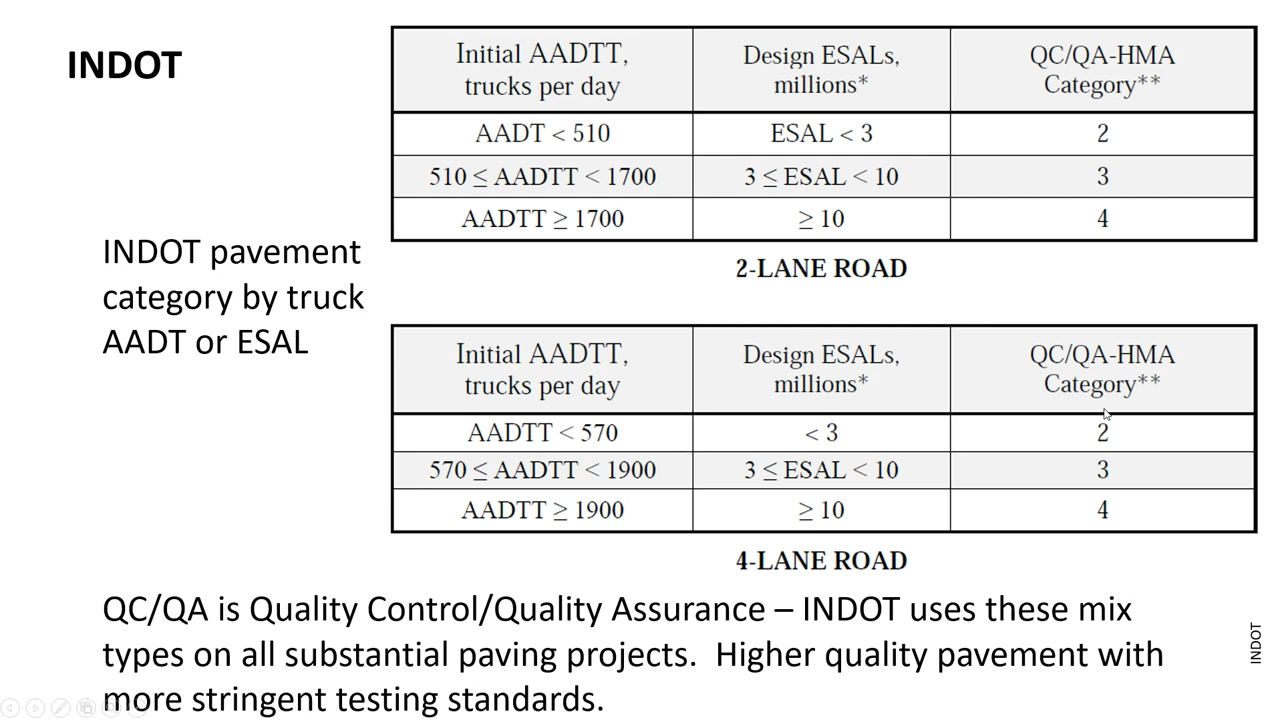 INDOT
INDOT pavement
category by truck
AADT or ESAL
Initial AADTT,
trucks per day
Design ESALs,
millions*
QC/QA-HMA
Category**
AADT < 510
ESAL < 3
2
510 ≤ AADTT < 1700
3 ≤ ESAL < 10
3
AADTT ≥ 1700
≥ 10
4
2-LANE ROAD
Initial AADTT,
trucks per day
Design ESALs,
millions*
QC/QA-HMA
Category**
AADTT < 570
< 3
2
570 ≤ AADTT < 1900
3 ≤ ESAL < 10
3
AADTT ≥ 1900
≥ 10
4
4-LANE ROAD
QC/QA is Quality Control/Quality Assurance – INDOT uses these mix
types on all substantial paving projects.  Higher quality pavement with
more stringent testing standards.
INDOT